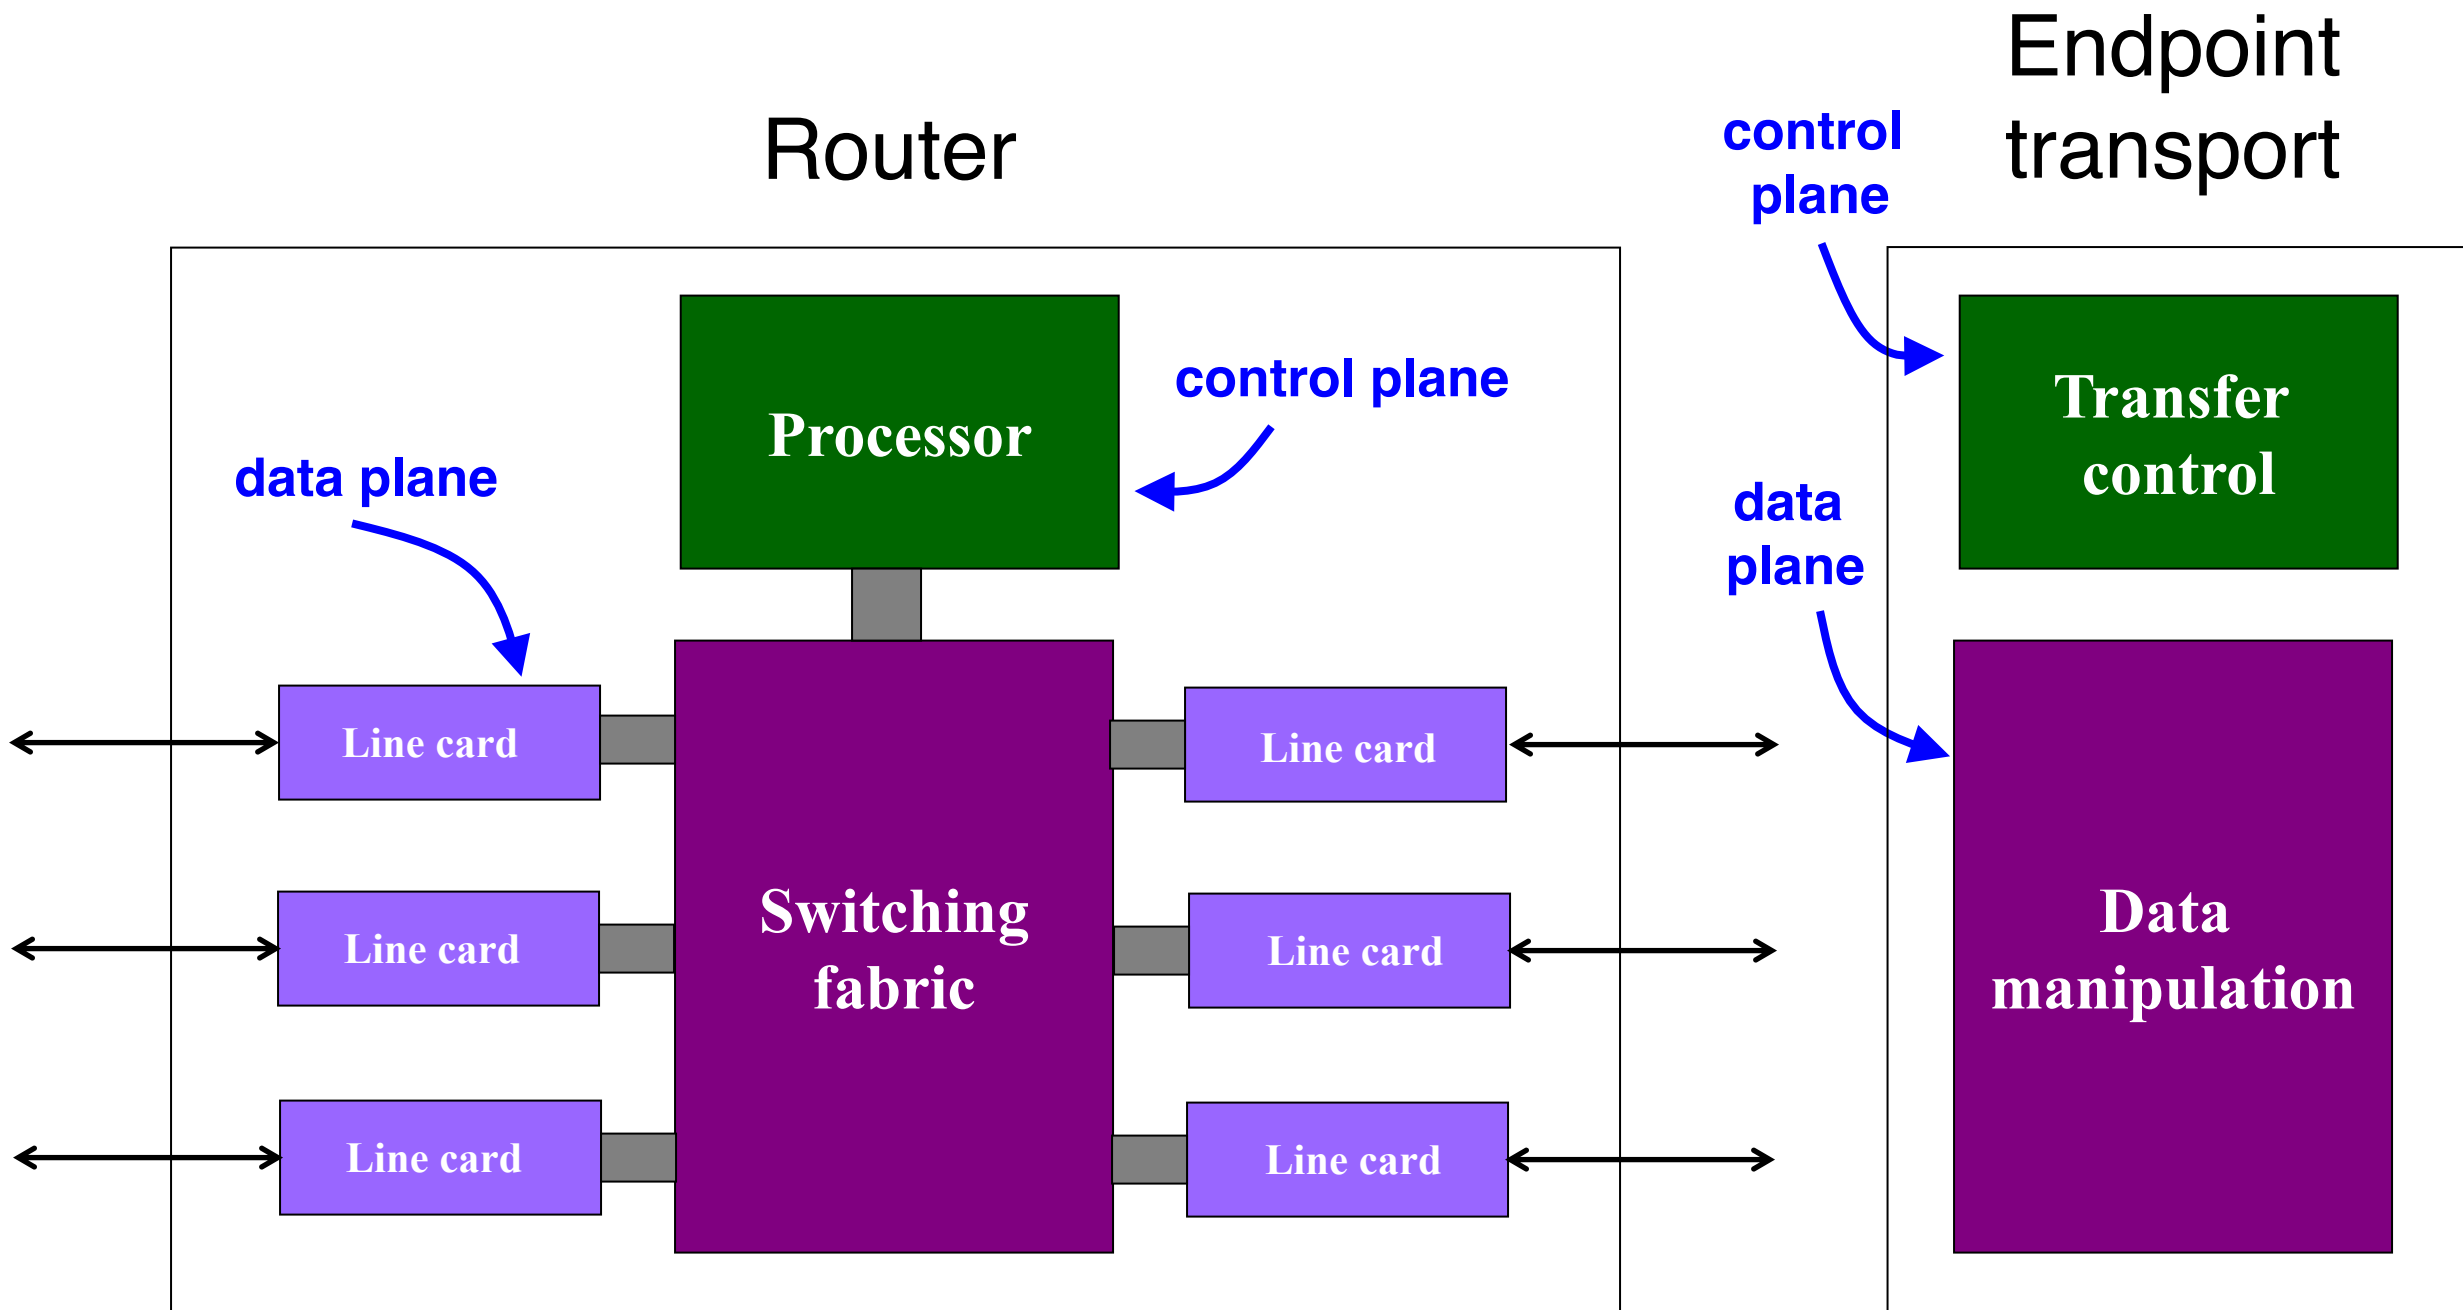 Router
Endpoint
transport
control
plane
Processor
control plane
data plane
Transfer
control
data
plane
Line card
Line card
Line card
Switching
fabric
Line card
Line card
Line card
Data
manipulation